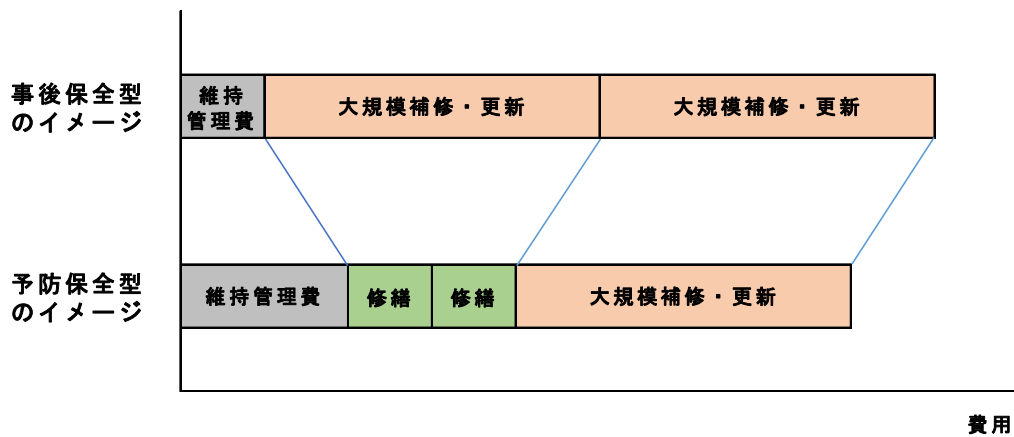 事後保全型
のイメージ
維持
管理費
大規模補修・更新
大規模補修・更新
予防保全型
のイメージ
維持管理費
修繕
修繕
大規模補修・更新
費用